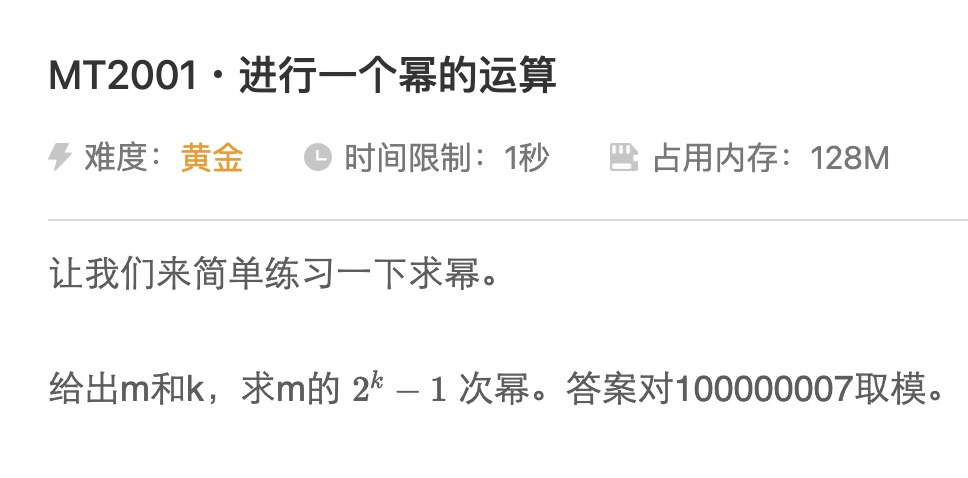 MT2001・进行一个幂的运算
难度：黄金 时间限制：1秒 占用内存：128M
让我们来简单练习一下求幂。
给出m和k，求m的 $2^k - 1$ 次幂。答案对100000007取模。